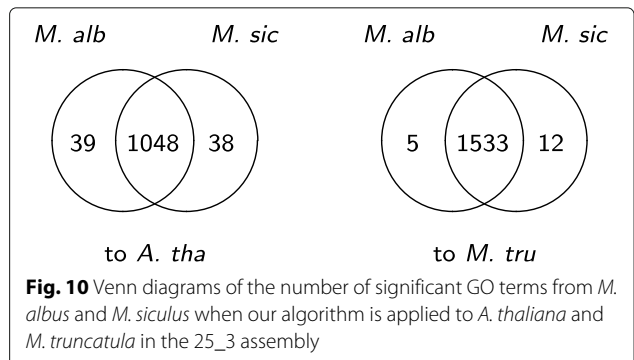 M. alb M. sic M. alb M. sic
39 1048 38 5 1533 12
to A. tha to M. tru
Fig. 10 Venn diagrams of the number of significant GO terms from M.
albus and M. siculus when our algorithm is applied to A. thaliana and
M. truncatula in the 25_3 assembly